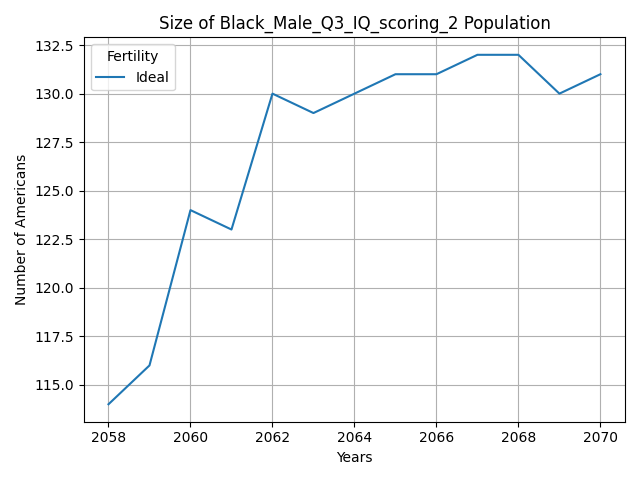 Size of Black_Male_Q3_IQ_scoring_2 Population
Fertility
Ideal
132.5
130.0
127.5
125.0
122.5
120.0
117.5
115.0
Number of Americans
2058 2060 2062 2064 2066 2068 2070
Years